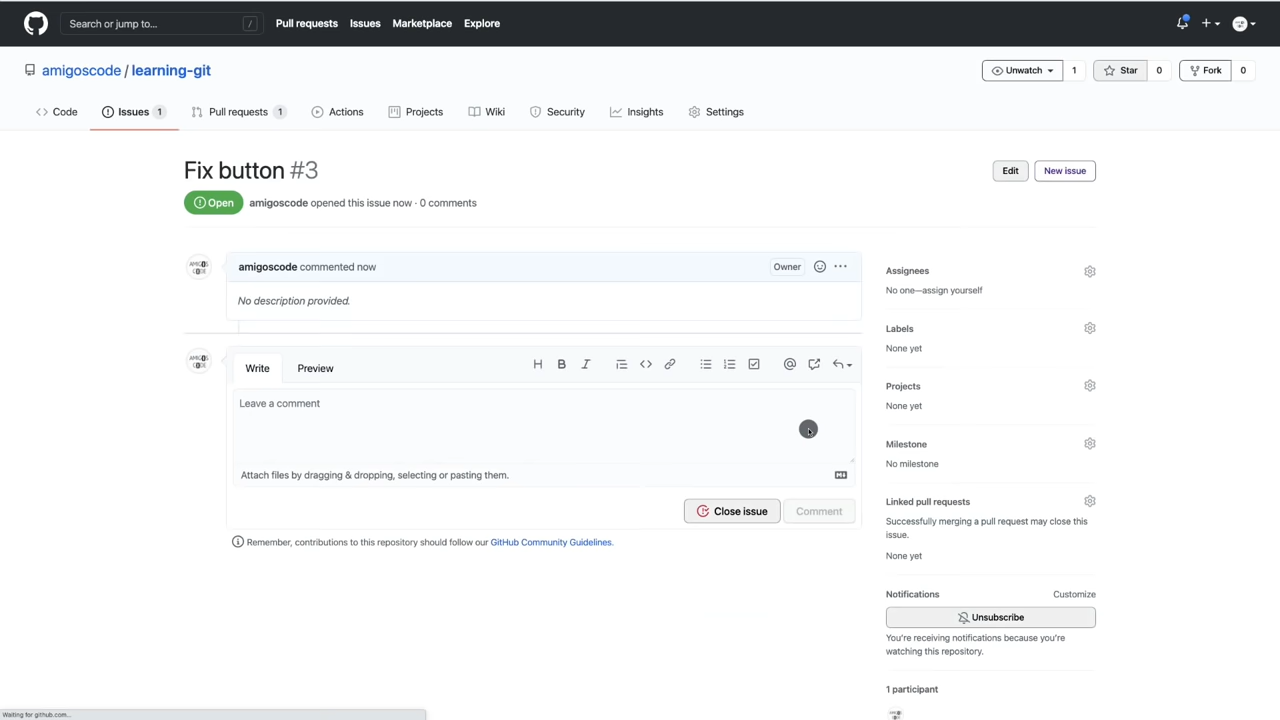 Search or jump to... /
Pull requests Issues Marketplace Explore
amigoscode / learning-git
Unwatch 1 Star 0 Fork 0
Code Issues 1 Pull requests 1 Actions Projects Wiki Security Insights Settings
Fix button #3
Edit New issue
Open amigoscode opened this issue now · 0 comments
AMIGOS CODE
amigoscode commented now Owner
No description provided.
AMIGOS CODE
Write Preview
Leave a comment
Attach files by dragging & dropping, selecting or pasting them.
Close issue Comment
Remember, contributions to this repository should follow our GitHub Community Guidelines.
Assignees
No one—assign yourself
Labels
None yet
Projects
None yet
Milestone
No milestone
Linked pull requests
Successfully merging a pull request may close this
issue.
None yet
Notifications Customize
Unsubscribe
You're receiving notifications because you're
watching this repository.
1 participant
Waiting for github.com...